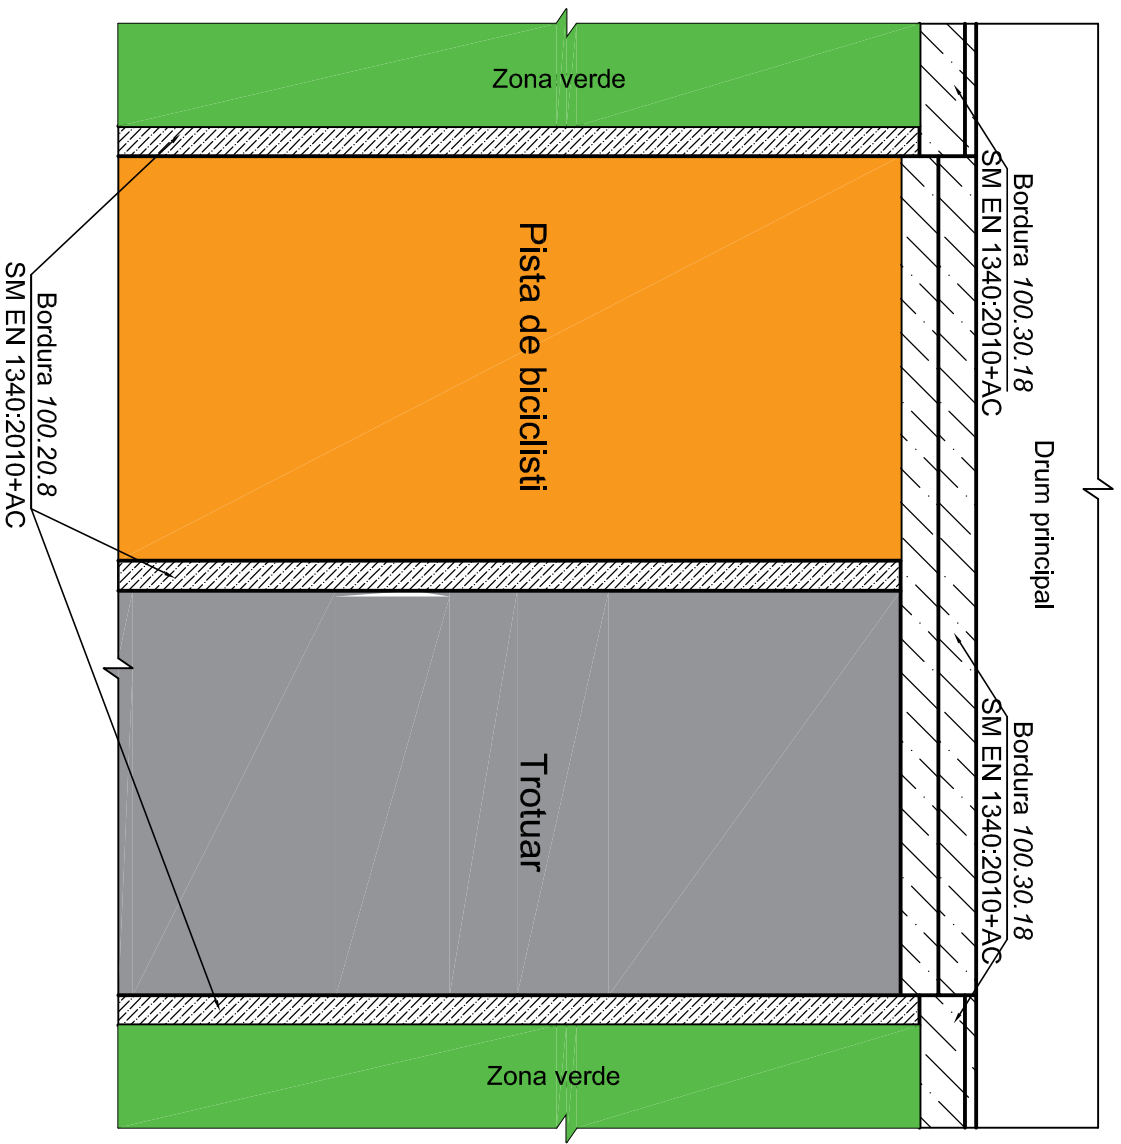 Zona verde
Bordura 100.30.18
SM EN 1340:2010+AC
Drum principal
Pista de biciclisti
Bordura 100.20.8
SM EN 1340:2010+AC
Bordura 100.30.18
SM EN 1340:2010+AC
Trotuar
Zona verde